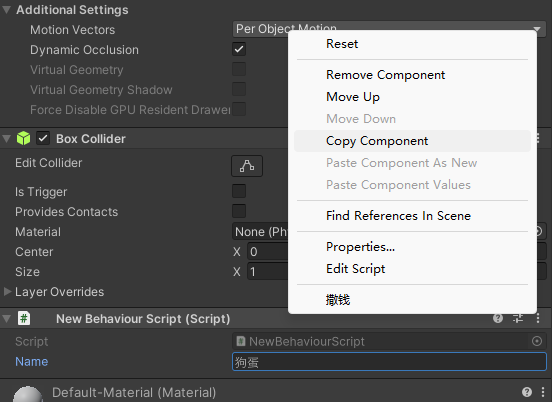 Additional Settings
Motion Vectors
Per Object Motion
Dynamic Occlusion
Virtual Geometry
Virtual Geometry Shadow
Force Disable GPU Resident Drawer
Box Collider
Edit Collider
Is Trigger
Provides Contacts
Material
None (Ph
Center
X 0
Size
X 1
Layer Overrides
New Behaviour Script (Script)
Script
NewBehaviourScript
Name
狗蛋
Default-Material (Material)
Reset
Remove Component
Move Up
Move Down
Copy Component
Paste Component As New
Paste Component Values
Find References In Scene
Properties...
Edit Script
撒钱